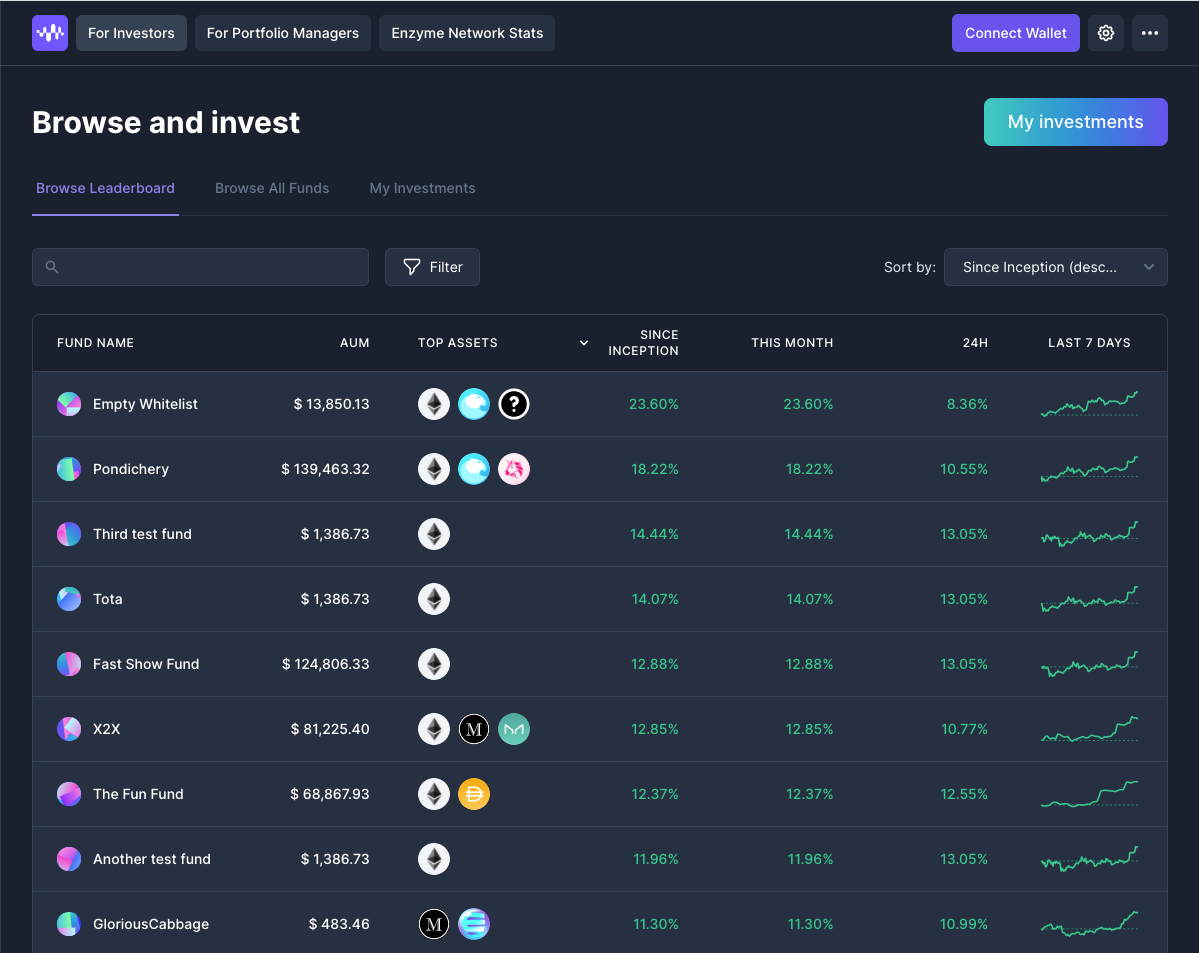 For Investors For Portfolio Managers Enzyme Network Stats Connect Wallet
Browse and invest My investments
Browse Leaderboard Browse All Funds My Investments
Filter Sort by: Since Inception (desc...
FUND NAME AUM TOP ASSETS SINCE INCEPTION THIS MONTH 24H LAST 7 DAYS
Empty Whitelist $ 13,850.13 ? 23.60% 23.60% 8.36%
Pondichery $ 139,463.32 18.22% 18.22% 10.55%
Third test fund $ 1,386.73 14.44% 14.44% 13.05%
Tota $ 1,386.73 14.07% 14.07% 13.05%
Fast Show Fund $ 124,806.33 12.88% 12.88% 13.05%
X2X $ 81,225.40 M 12.85% 12.85% 10.77%
The Fun Fund $ 68,867.93 12.37% 12.37% 12.55%
Another test fund $ 1,386.73 11.96% 11.96% 13.05%
GloriousCabbage $ 483.46 M 11.30% 11.30% 10.99%